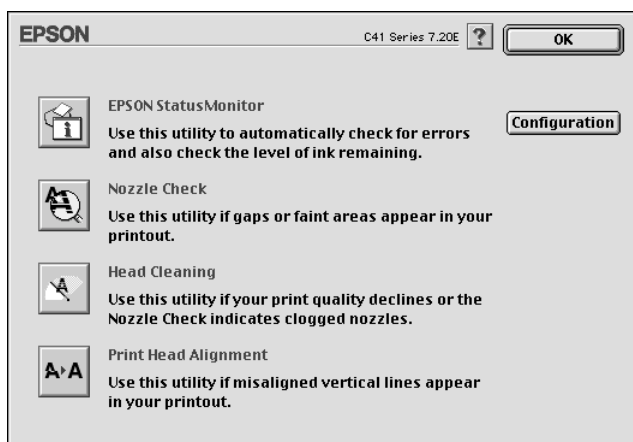 EPSON
C41 Series 7.20E
?
OK
EPSON StatusMonitor
Use this utility to automatically check for errors
and also check the level of ink remaining.
Configuration
Nozzle Check
Use this utility if gaps or faint areas appear in your
printout.
Head Cleaning
Use this utility if your print quality declines or the
Nozzle Check indicates clogged nozzles.
A▸A
Print Head Alignment
Use this utility if misaligned vertical lines appear
in your printout.